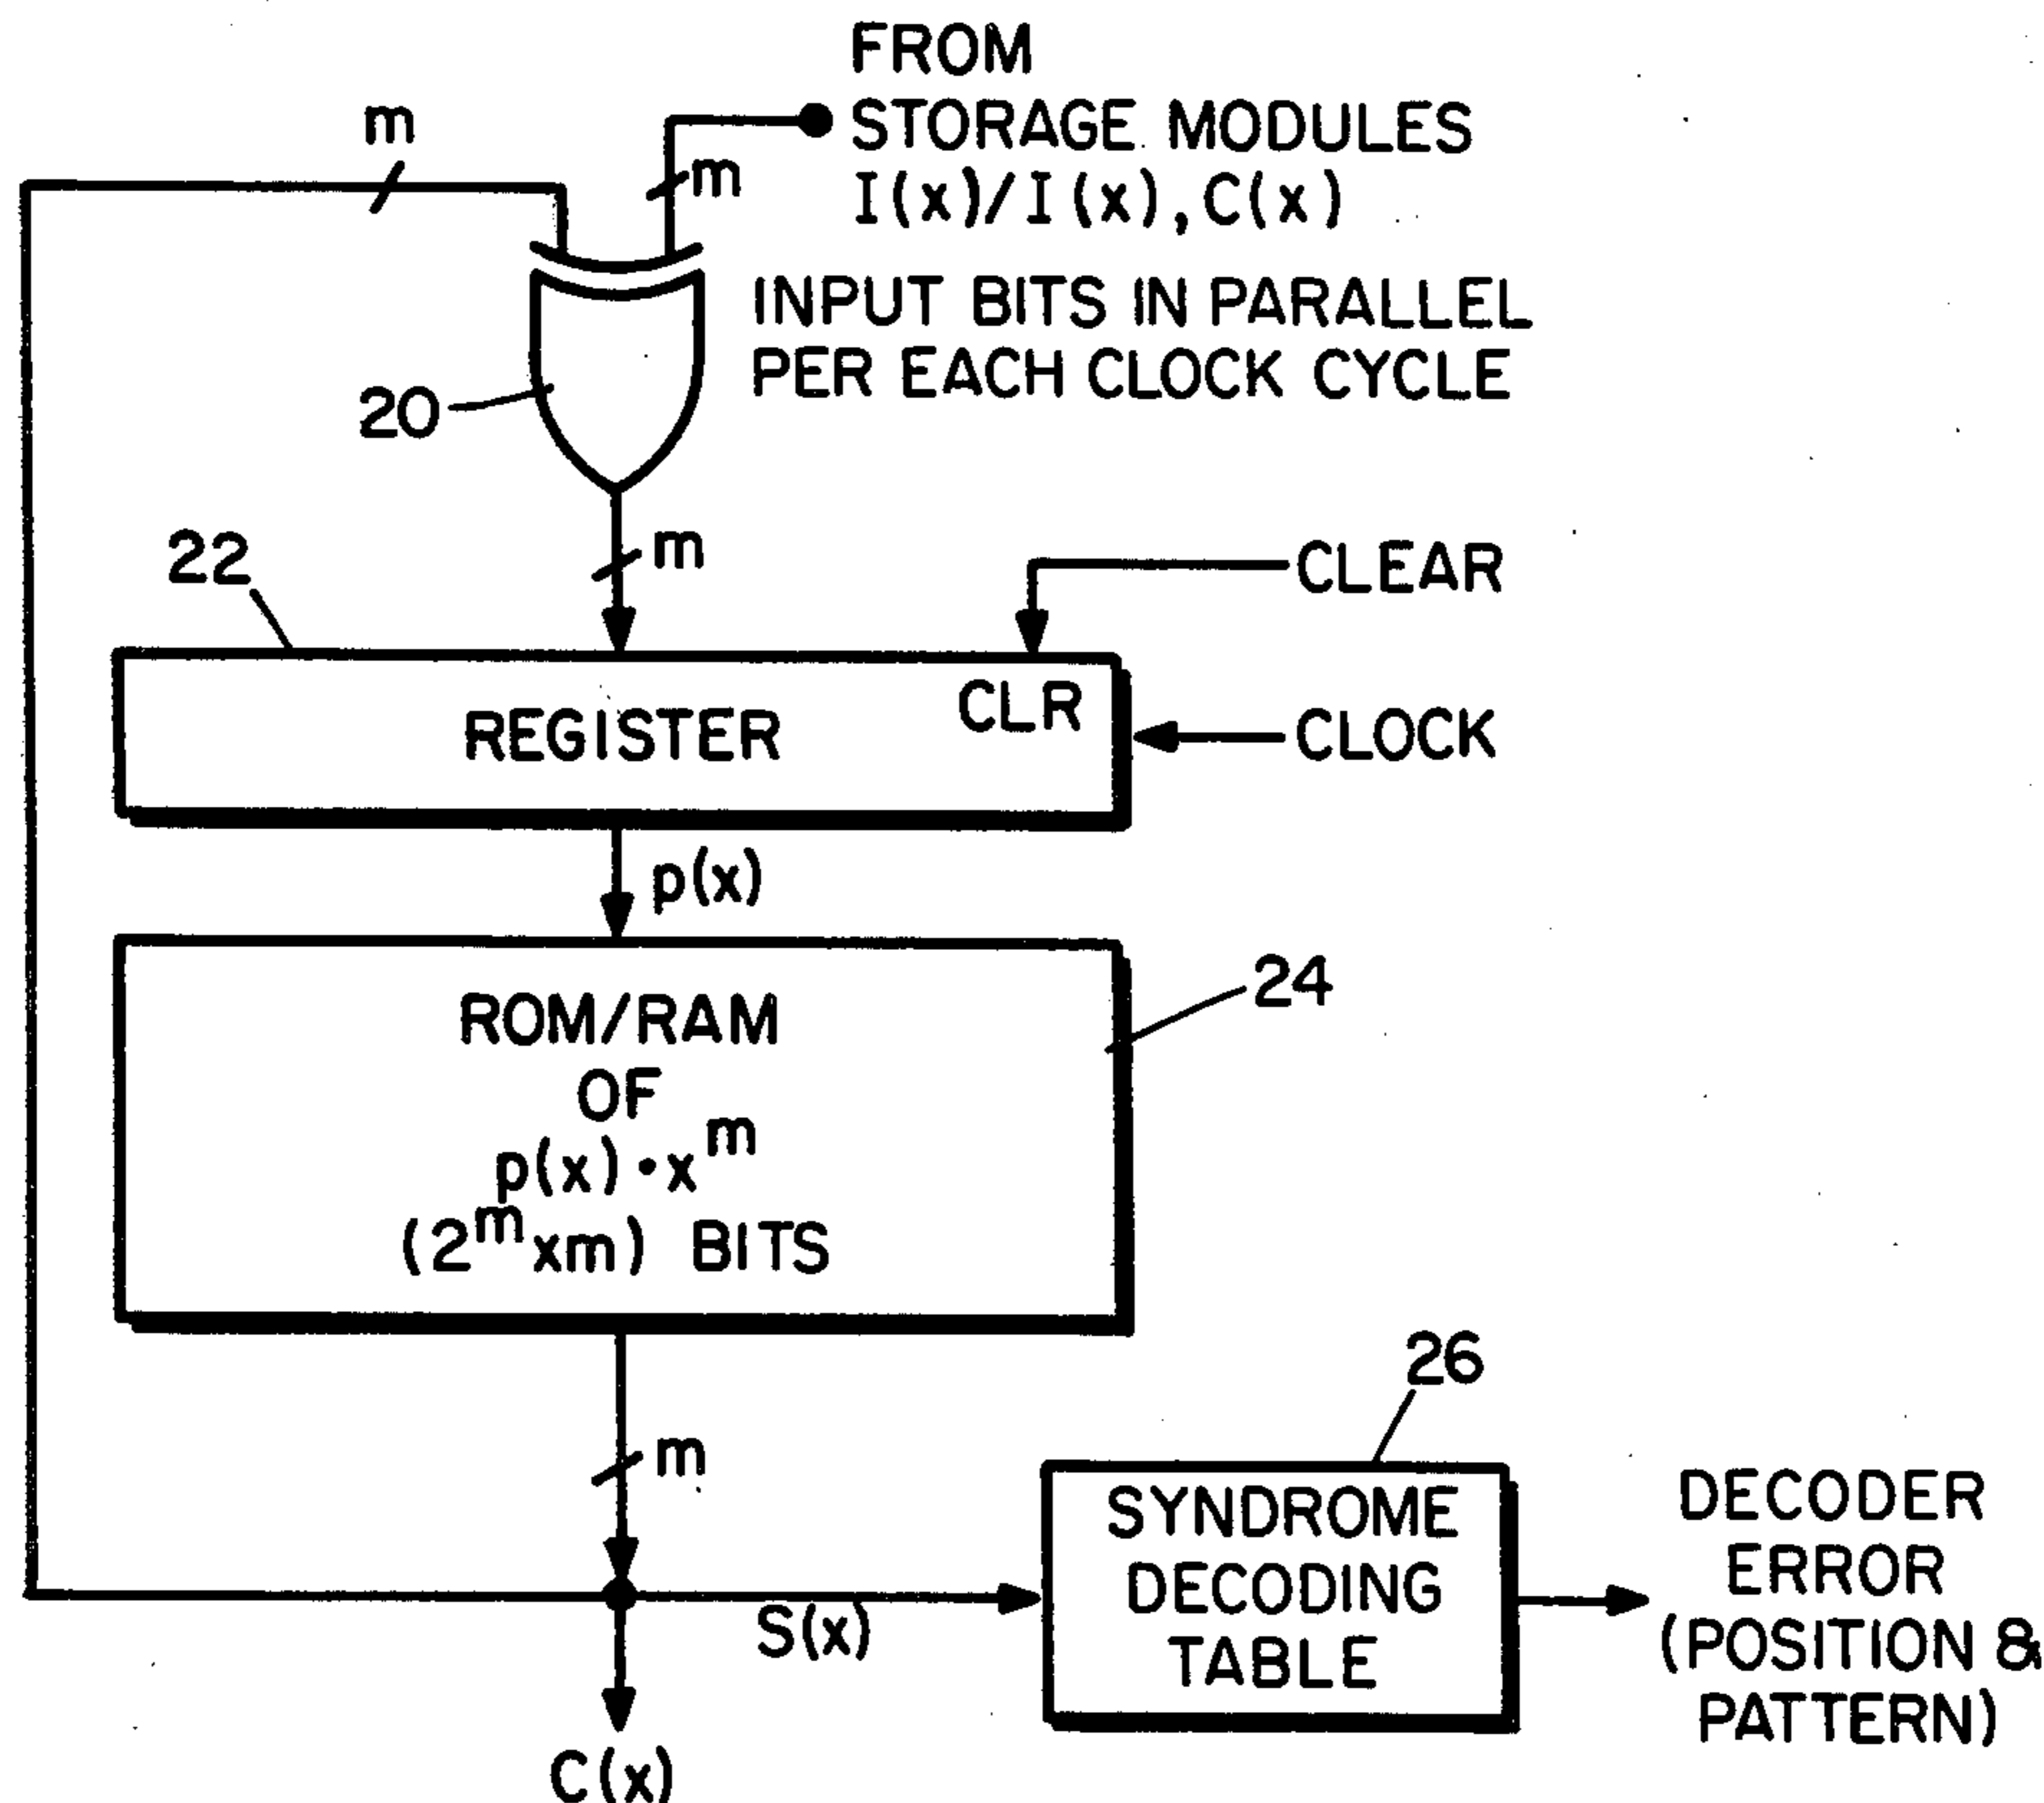 FROM
STORAGE MODULES
I(x)/I(x),C(x)
m
m
INPUT BITS IN PARALLEL
PER EACH CLOCK CYCLE
20
m
22
CLEAR
CLR
REGISTER
CLOCK
p(x)
24
ROM/RAM
OF
p(x)•x^m
(2^m xm) BITS
26
m
SYNDROME
DECODING
TABLE
S(x)
DECODER
ERROR
(POSITION &
PATTERN)
C(x)